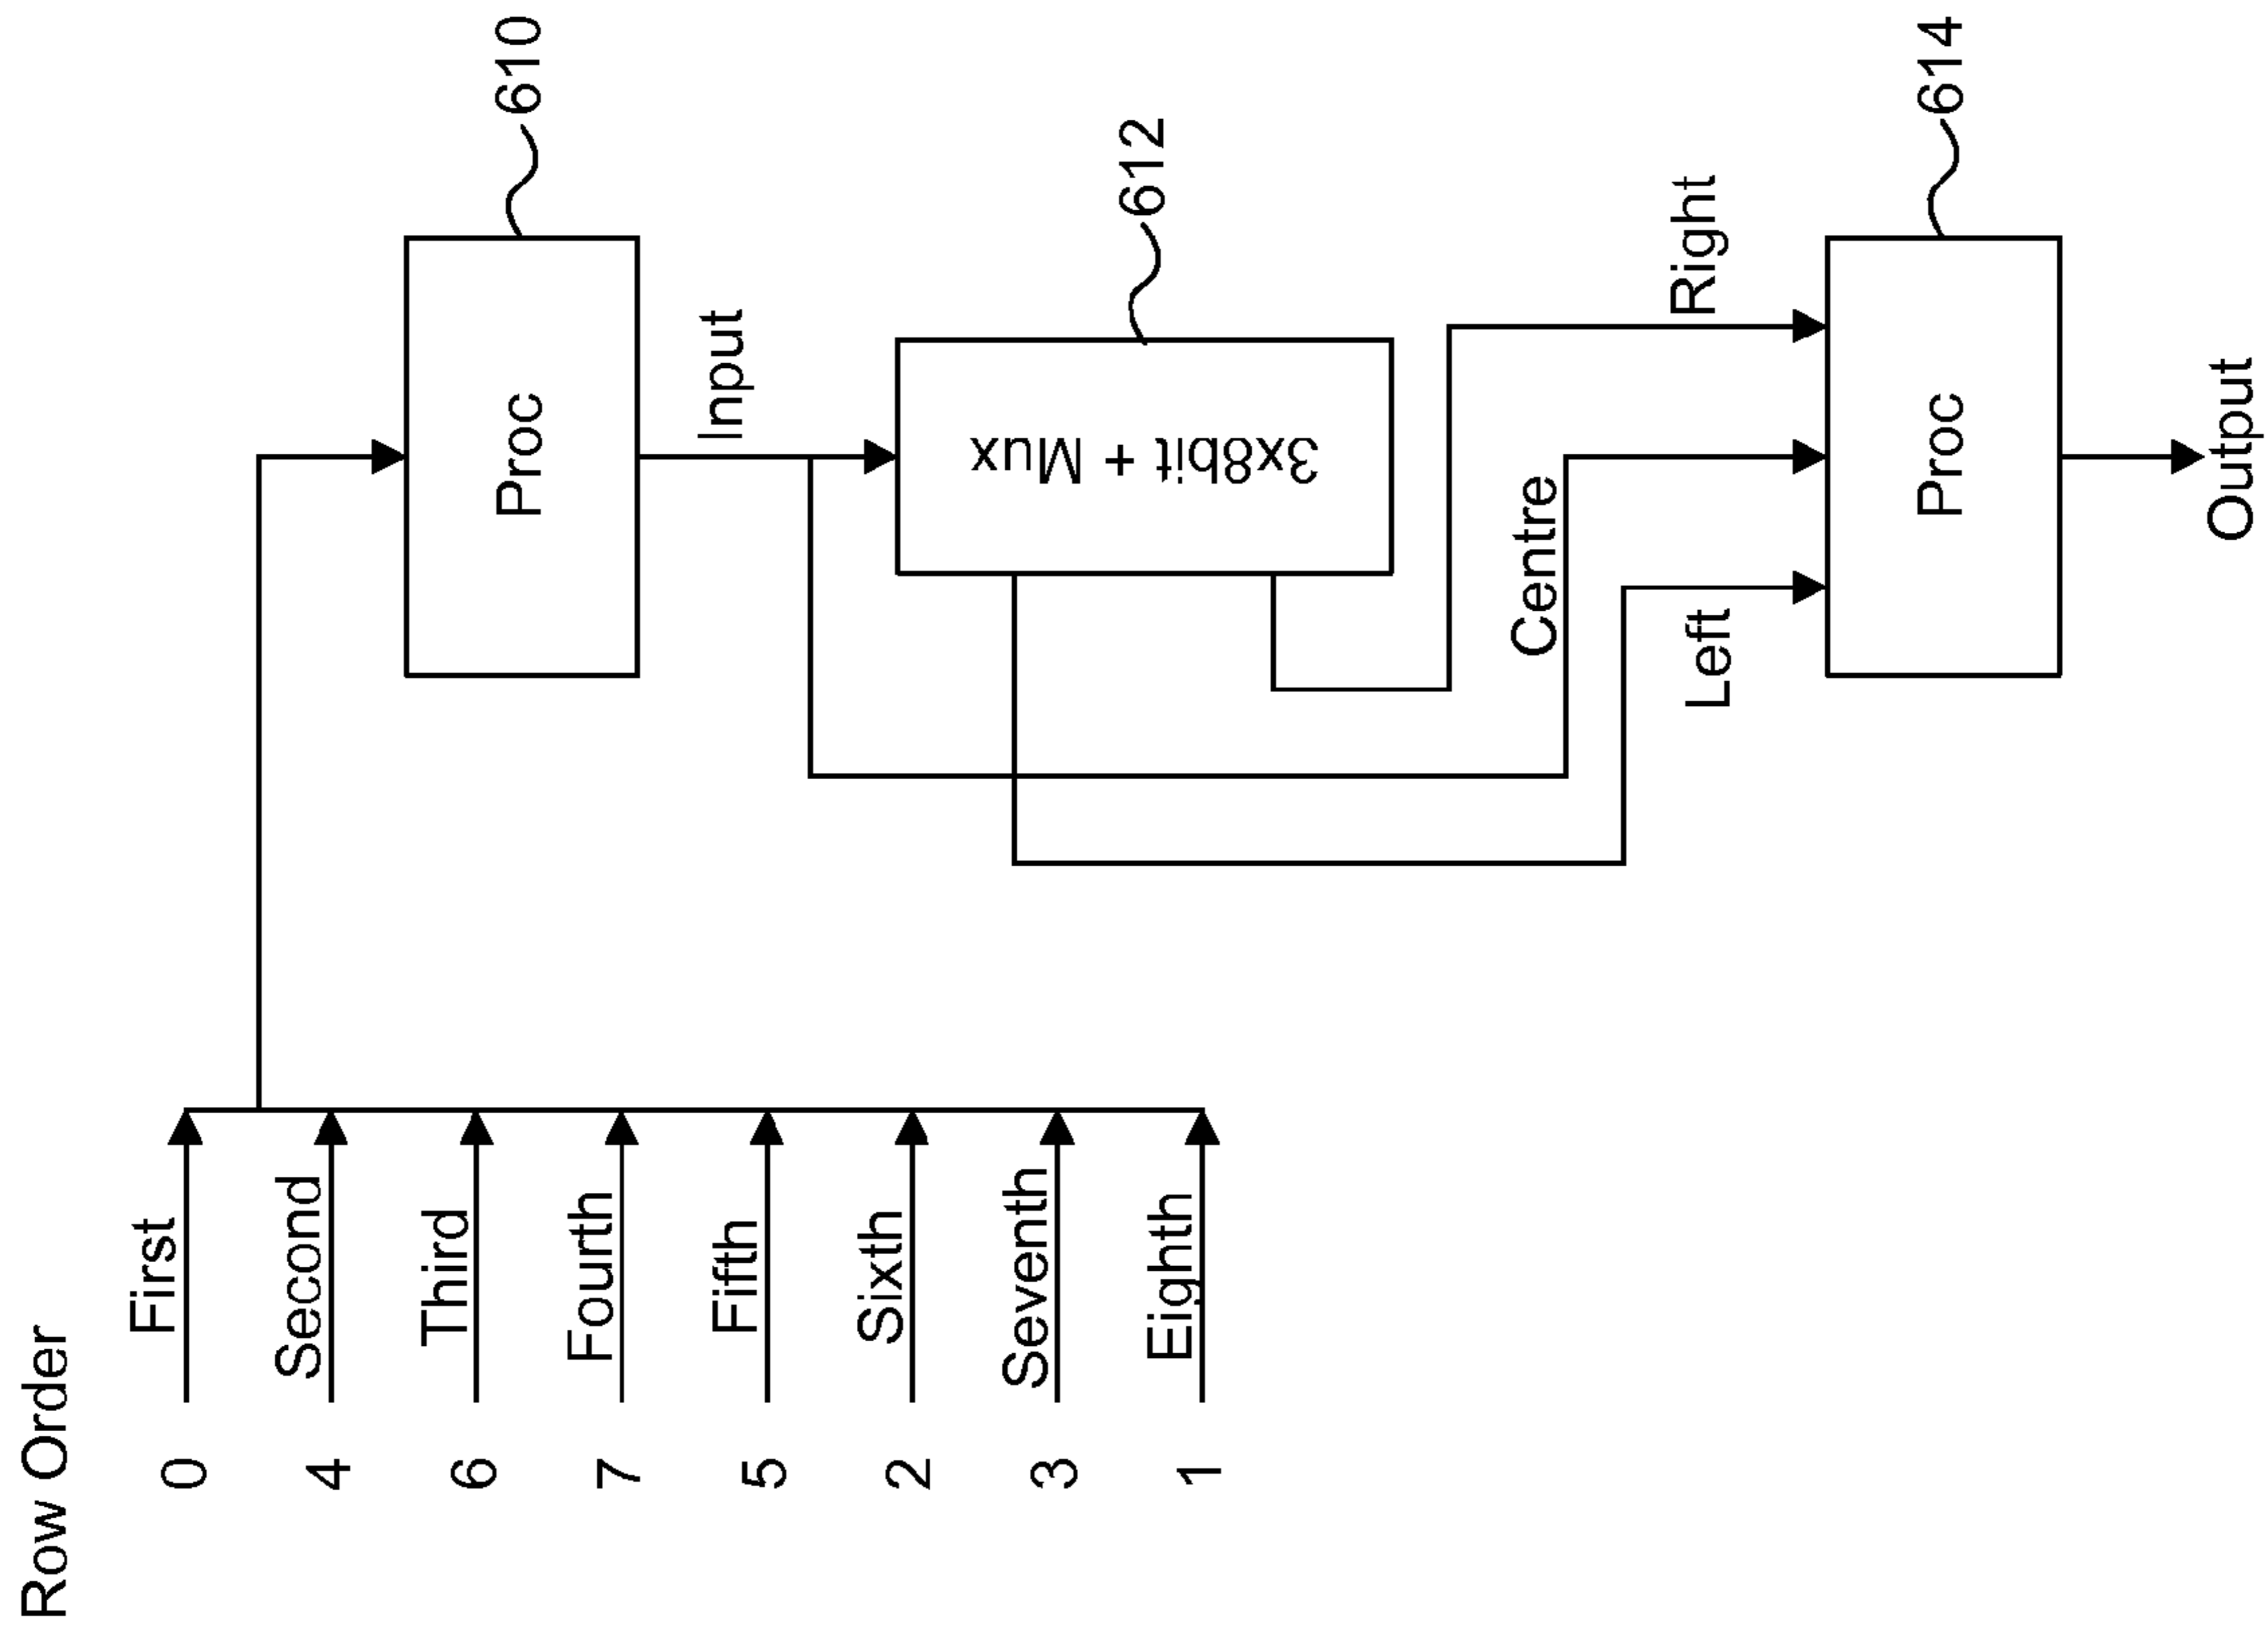 Row Order
0 First
4 Second
6 Third
7 Fourth
5 Fifth
2 Sixth
3 Seventh
1 Eighth
Proc
610
Input
3x8bit + Mux
612
Centre
Right
Left
Proc
614
Output